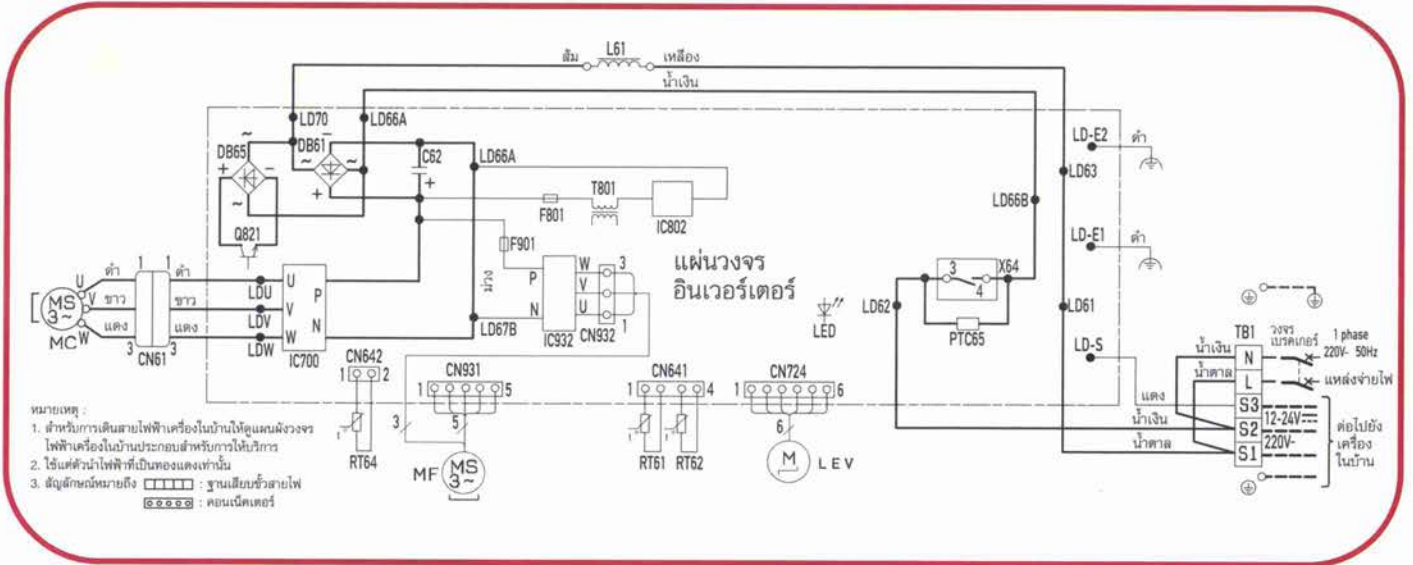 ส้ม L61 เหลือง
น้ำเงิน
LD70 LD66A
~ ~ -
DB65 DB61 C62 LD66A
+ - ~ ~
+ +
~
F801 T801 IC802
Q821
F901
แผ่นวงจร
อินเวอร์เตอร์
ม่วง
LD-E2 ดำ
LD63
LD66B
LD-E1 ดำ
3 X64
4
LD62 LD61
PTC65
LED
LD-S
U ดำ 1 1 ดำ LDU U P
MS 3~ V ขาว ขาว LDV V
MC W แดง 3 3 แดง LDW W N
CN61 IC700
P W 3
V
N U 1
LD67B IC932 CN932
CN642
1 2
RT64
CN931
1 5
3 5
MF MS 3~
CN641
1 4
RT61 RT62
CN724
1 6
6
M LEV
TB1 วงจร
เบรคเกอร์
1 phase
220V~ 50Hz
น้ำเงิน N
น้ำตาล L แหล่งจ่ายไฟ
แดง S3
12-24V
น้ำเงิน S2
220V~
น้ำตาล S1
ต่อไปยัง
เครื่อง
ในบ้าน
หมายเหตุ :
1. สำหรับการเดินสายไฟฟ้าเครื่องในบ้านให้ดูแผนผังวงจร
ไฟฟ้าเครื่องในบ้านประกอบสำหรับการให้บริการ
2. ใช้แต่ตัวนำไฟฟ้าที่เป็นทองแดงเท่านั้น
3. สัญลักษณ์หมายถึง : ฐานเสียบขั้วสายไฟ
: คอนเน็คเตอร์